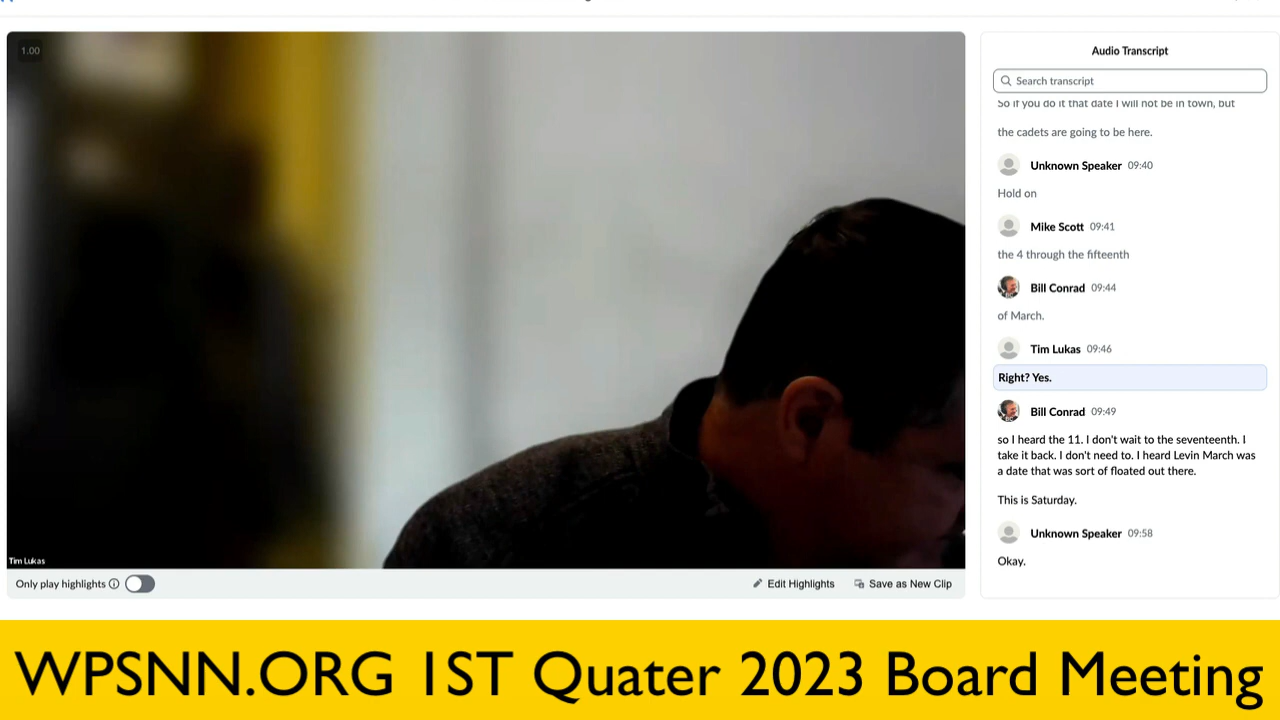 1.00
Tim Lukas
Only play highlights
Edit Highlights
Save as New Clip
Audio Transcript
Search transcript
So if you do it that date I will not be in town, but
the cadets are going to be here.
Unknown Speaker 09:40
Hold on
Mike Scott 09:41
the 4 through the fifteenth
Bill Conrad 09:44
of March.
Tim Lukas 09:46
Right? Yes.
Bill Conrad 09:49
so I heard the 11. I don't wait to the seventeenth. I
take it back. I don't need to. I heard Levin March was
a date that was sort of floated out there.
This is Saturday.
Unknown Speaker 09:58
Okay.
WPSNN.ORG 1ST Quater 2023 Board Meeting